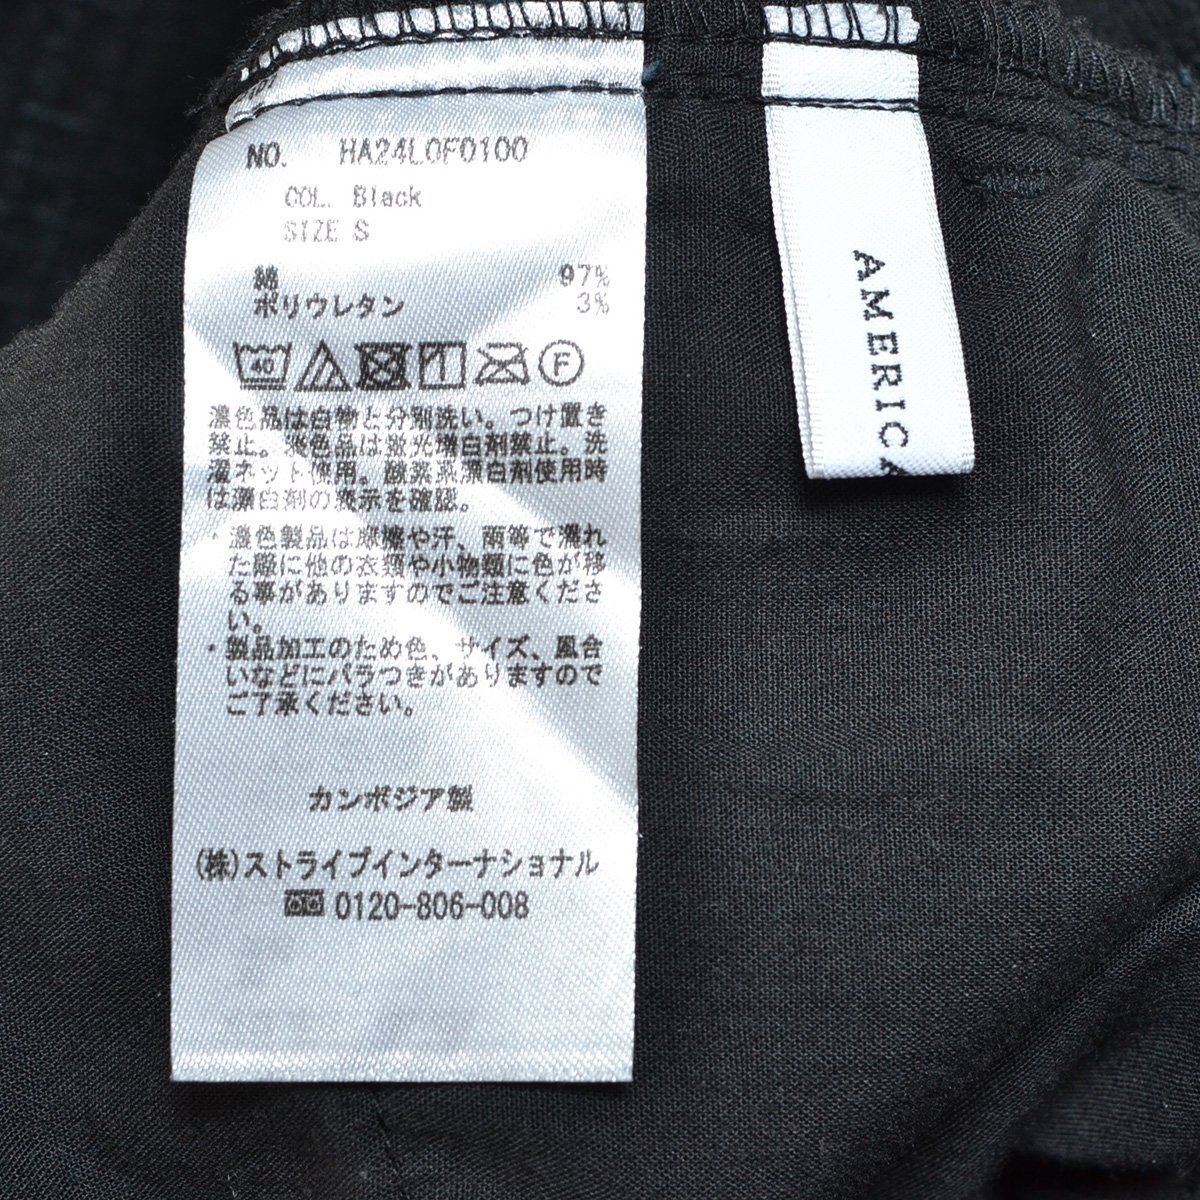 NO. HA24L0F0100
COL. Black
SIZE S
綿 97%
ポリウレタン 3%
40 F
濃色品は白物と分別洗い。つけ置き
禁止。淡色品は蛍光増白剤禁止。洗
濯ネット使用。酸素系漂白剤使用時
は漂白剤の表示を確認。
・濃色製品は摩擦や汗、雨等で濡れ
た際に他の衣類や小物類に色が移
る事がありますのでご注意くださ
い。
・製品加工のため色、サイズ、風合
いなどにバラつきがありますので
ご了承ください。
カンボジア製
(株)ストライプインターナショナル
0120-806-008
AMERICA